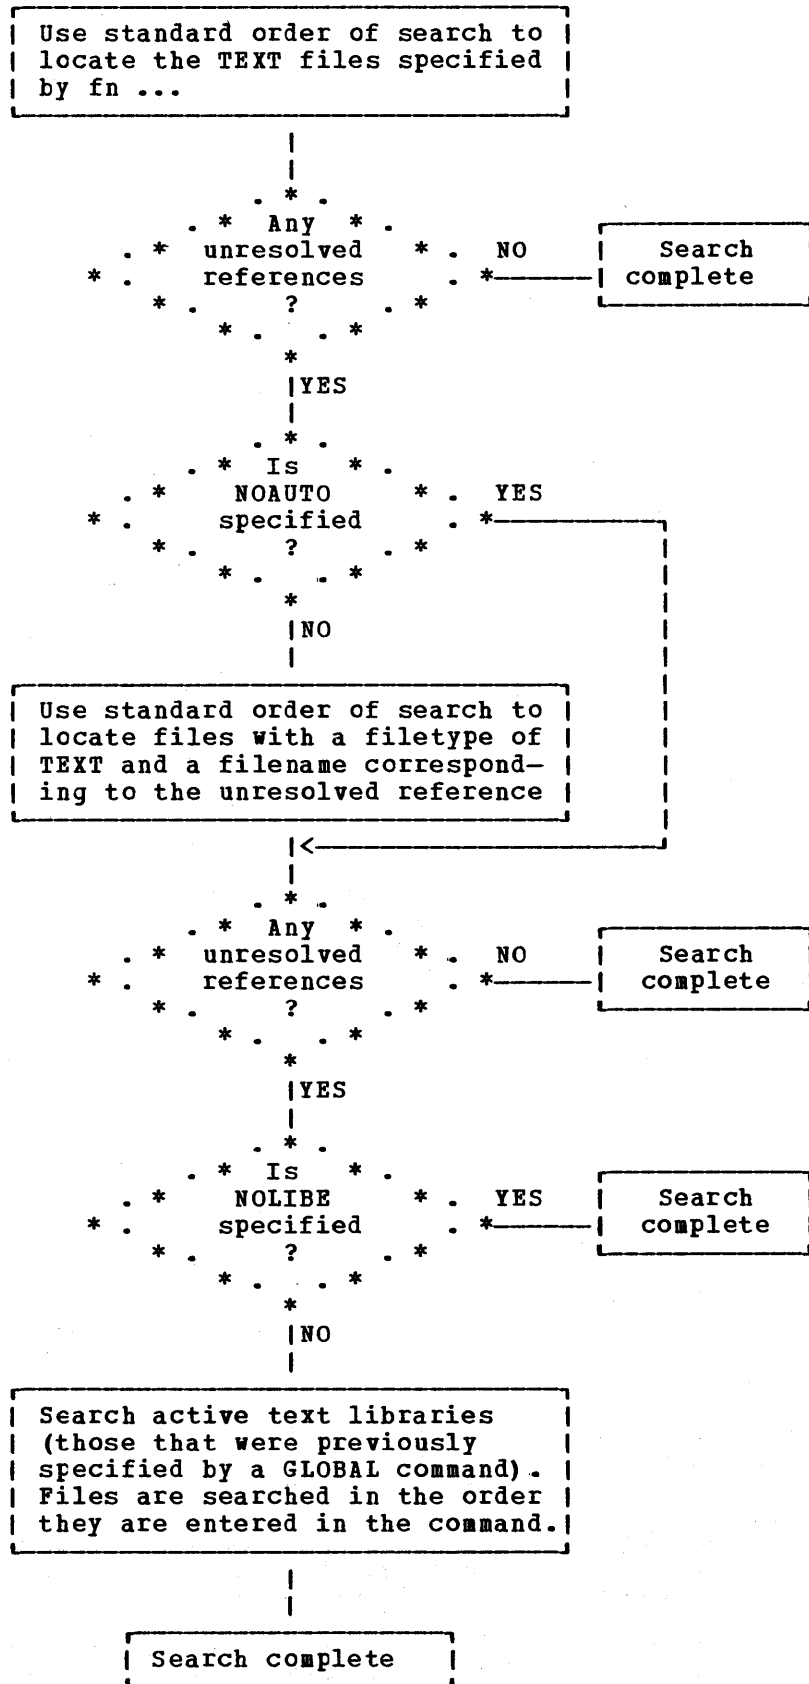 Use standard order of search to
locate the TEXT files specified
by fn ...
Any
unresolved
references
?
NO
Search
complete
YES
Is
NOAUTO
specified
?
YES
NO
Use standard order of search to
locate files with a filetype of
TEXT and a filename correspond-
ing to the unresolved reference
Any
unresolved
references
?
NO
Search
complete
YES
Is
NOLIBE
specified
?
YES
Search
complete
NO
Search active text libraries
(those that were previously
specified by a GLOBAL command).
Files are searched in the order
they are entered in the command.
Search complete